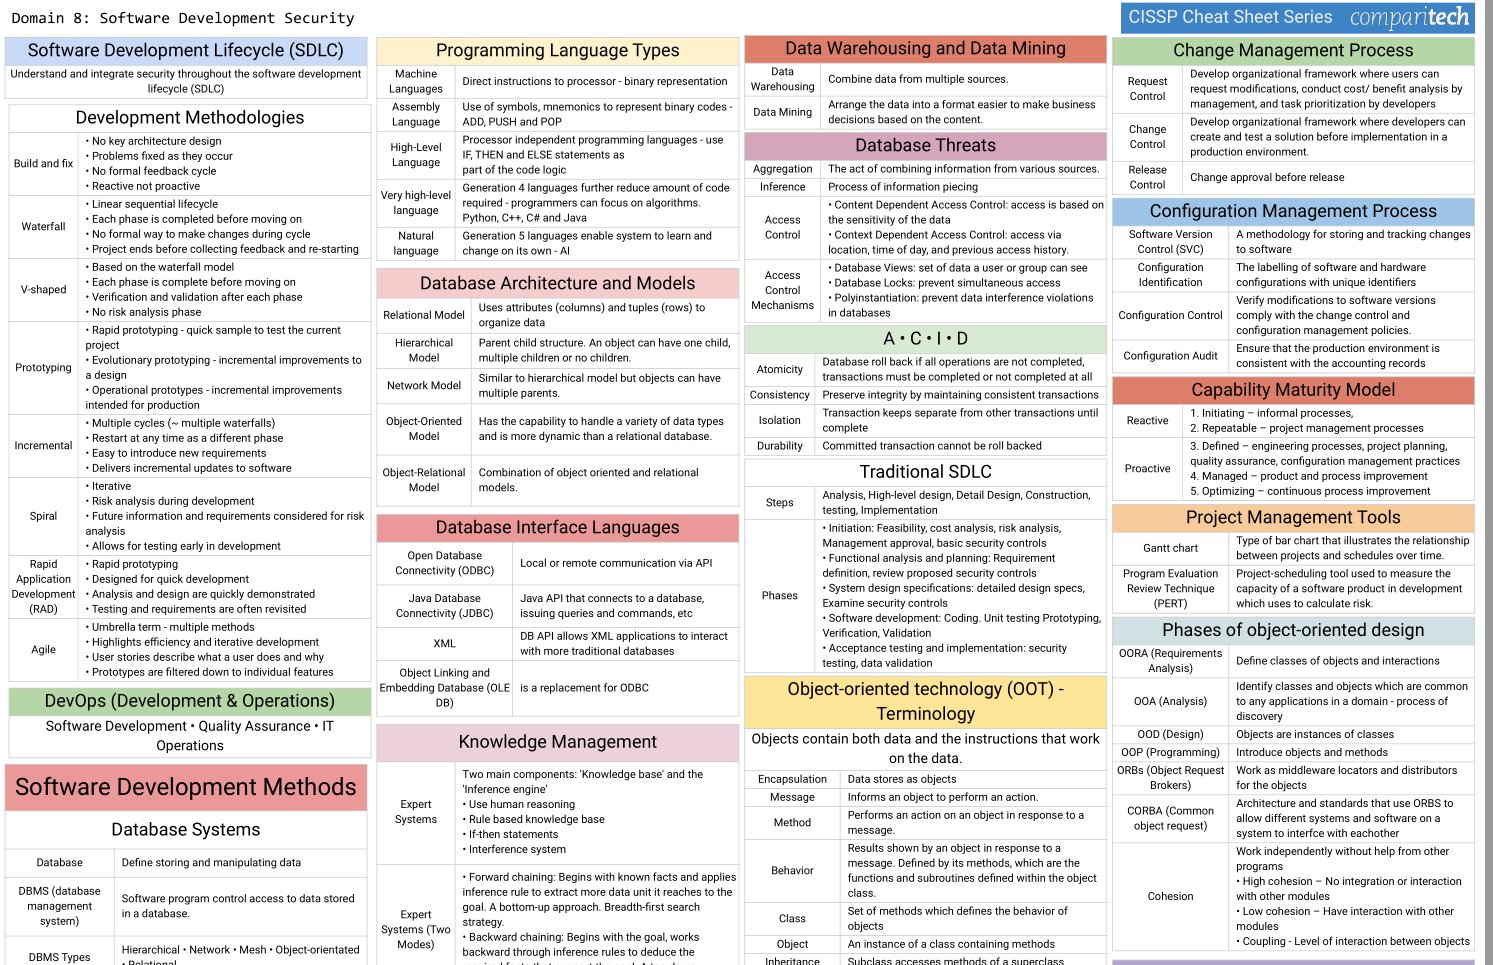 Domain 8: Software Development Security
CISSP Cheat Sheet Series comparitech
Software Development Lifecycle (SDLC)
Understand and integrate security throughout the software development
lifecycle (SDLC)
Development Methodologies
Build and fix
• No key architecture design
• Problems fixed as they occur
• No formal feedback cycle
• Reactive not proactive
Waterfall
• Linear sequential lifecycle
• Each phase is completed before moving on
• No formal way to make changes during cycle
• Project ends before collecting feedback and re-starting
V-shaped
• Based on the waterfall model
• Each phase is complete before moving on
• Verification and validation after each phase
• No risk analysis phase
Prototyping
• Rapid prototyping - quick sample to test the current
project
• Evolutionary prototyping - incremental improvements to
a design
• Operational prototypes - incremental improvements
intended for production
Incremental
• Multiple cycles (~ multiple waterfalls)
• Restart at any time as a different phase
• Easy to introduce new requirements
• Delivers incremental updates to software
Spiral
• Iterative
• Risk analysis during development
• Future information and requirements considered for risk
analysis
• Allows for testing early in development
Rapid
Application
Development
(RAD)
• Rapid prototyping
• Designed for quick development
• Analysis and design are quickly demonstrated
• Testing and requirements are often revisited
Agile
• Umbrella term - multiple methods
• Highlights efficiency and iterative development
• User stories describe what a user does and why
• Prototypes are filtered down to individual features
DevOps (Development & Operations)
Software Development • Quality Assurance • IT
Operations
Software Development Methods
Database Systems
Database
Define storing and manipulating data
DBMS (database
management
system)
Software program control access to data stored
in a database.
DBMS Types
Hierarchical • Network • Mesh • Object-orientated
• Relational
Programming Language Types
Machine
Languages
Direct instructions to processor - binary representation
Assembly
Language
Use of symbols, mnemonics to represent binary codes -
ADD, PUSH and POP
High-Level
Language
Processor independent programming languages - use
IF, THEN and ELSE statements as
part of the code logic
Very high-level
language
Generation 4 languages further reduce amount of code
required - programmers can focus on algorithms.
Python, C++, C# and Java
Natural
language
Generation 5 languages enable system to learn and
change on its own - AI
Database Architecture and Models
Relational Model
Uses attributes (columns) and tuples (rows) to
organize data
Hierarchical
Model
Parent child structure. An object can have one child,
multiple children or no children.
Network Model
Similar to hierarchical model but objects can have
multiple parents.
Object-Oriented
Model
Has the capability to handle a variety of data types
and is more dynamic than a relational database.
Object-Relational
Model
Combination of object oriented and relational
models.
Database Interface Languages
Open Database
Connectivity (ODBC)
Local or remote communication via API
Java Database
Connectivity (JDBC)
Java API that connects to a database,
issuing queries and commands, etc
XML
DB API allows XML applications to interact
with more traditional databases
Object Linking and
Embedding Database (OLE
DB)
is a replacement for ODBC
Knowledge Management
Expert
Systems
Two main components: 'Knowledge base' and the
'Inference engine'
• Use human reasoning
• Rule based knowledge base
• If-then statements
• Interference system
Expert
Systems (Two
Modes)
• Forward chaining: Begins with known facts and applies
inference rule to extract more data unit it reaches to the
goal. A bottom-up approach. Breadth-first search
strategy.
• Backward chaining: Begins with the goal, works
backward through inference rules to deduce the
Data Warehousing and Data Mining
Data
Warehousing
Combine data from multiple sources.
Data Mining
Arrange the data into a format easier to make business
decisions based on the content.
Database Threats
Aggregation
The act of combining information from various sources.
Inference
Process of information piecing
Access
Control
• Content Dependent Access Control: access is based on
the sensitivity of the data
• Context Dependent Access Control: access via
location, time of day, and previous access history.
Access
Control
Mechanisms
• Database Views: set of data a user or group can see
• Database Locks: prevent simultaneous access
• Polyinstantiation: prevent data interference violations
in databases
A • C • I • D
Atomicity
Database roll back if all operations are not completed,
transactions must be completed or not completed at all
Consistency
Preserve integrity by maintaining consistent transactions
Isolation
Transaction keeps separate from other transactions until
complete
Durability
Committed transaction cannot be roll backed
Traditional SDLC
Steps
Analysis, High-level design, Detail Design, Construction,
testing, Implementation
Phases
• Initiation: Feasibility, cost analysis, risk analysis,
Management approval, basic security controls
• Functional analysis and planning: Requirement
definition, review proposed security controls
• System design specifications: detailed design specs,
Examine security controls
• Software development: Coding. Unit testing Prototyping,
Verification, Validation
• Acceptance testing and implementation: security
testing, data validation
Object-oriented technology (OOT) -
Terminology
Objects contain both data and the instructions that work
on the data.
Encapsulation
Data stores as objects
Message
Informs an object to perform an action.
Method
Performs an action on an object in response to a
message.
Behavior
Results shown by an object in response to a
message. Defined by its methods, which are the
functions and subroutines defined within the object
class.
Class
Set of methods which defines the behavior of
objects
Object
An instance of a class containing methods
Inheritance
Subclass accesses methods of a superclass
Change Management Process
Request
Control
Develop organizational framework where users can
request modifications, conduct cost/ benefit analysis by
management, and task prioritization by developers
Change
Control
Develop organizational framework where developers can
create and test a solution before implementation in a
production environment.
Release
Control
Change approval before release
Configuration Management Process
Software Version
Control (SVC)
A methodology for storing and tracking changes
to software
Configuration
Identification
The labelling of software and hardware
configurations with unique identifiers
Configuration Control
Verify modifications to software versions
comply with the change control and
configuration management policies.
Configuration Audit
Ensure that the production environment is
consistent with the accounting records
Capability Maturity Model
Reactive
1. Initiating – informal processes,
2. Repeatable – project management processes
Proactive
3. Defined – engineering processes, project planning,
quality assurance, configuration management practices
4. Managed – product and process improvement
5. Optimizing – continuous process improvement
Project Management Tools
Gantt chart
Type of bar chart that illustrates the relationship
between projects and schedules over time.
Program Evaluation
Review Technique
(PERT)
Project-scheduling tool used to measure the
capacity of a software product in development
which uses to calculate risk.
Phases of object-oriented design
OORA (Requirements
Analysis)
Define classes of objects and interactions
OOA (Analysis)
Identify classes and objects which are common
to any applications in a domain - process of
discovery
OOD (Design)
Objects are instances of classes
OOP (Programming)
Introduce objects and methods
ORBs (Object Request
Brokers)
Work as middleware locators and distributors
for the objects
CORBA (Common
object request)
Architecture and standards that use ORBS to
allow different systems and software on a
system to interfce with eachother
Cohesion
Work independently without help from other
programs
• High cohesion – No integration or interaction
with other modules
• Low cohesion – Have interaction with other
modules
• Coupling - Level of interaction between objects